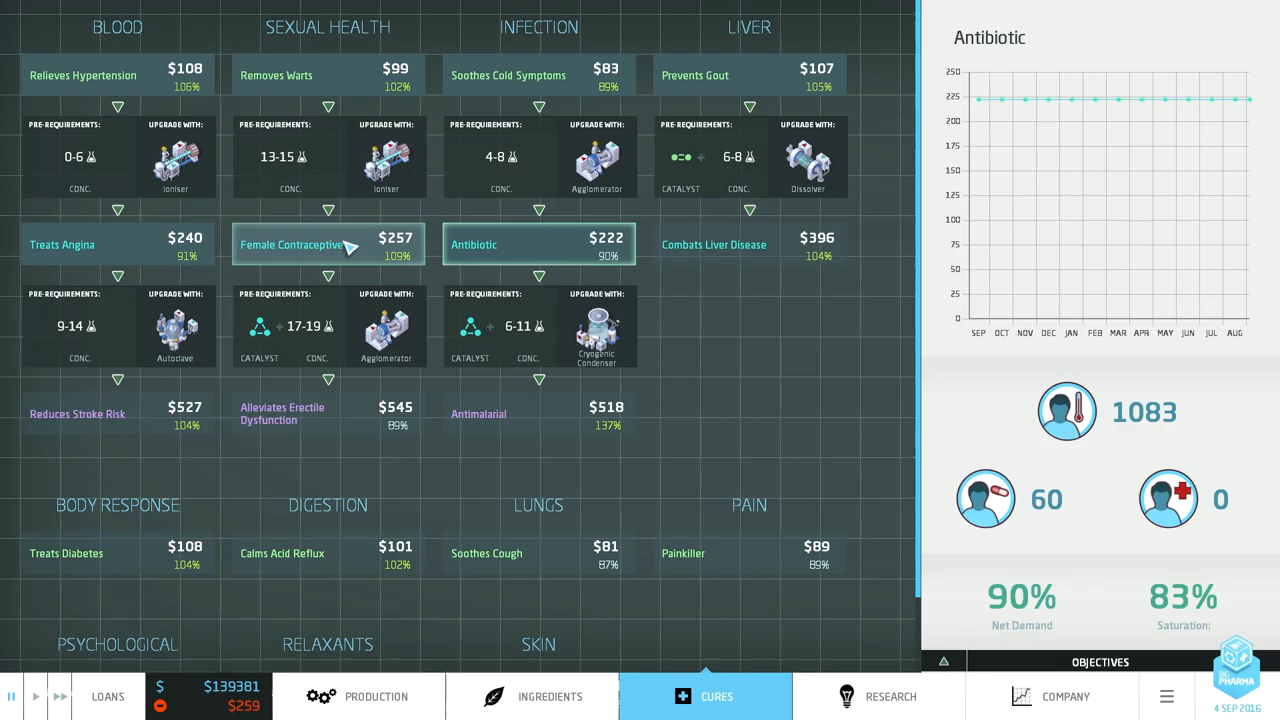 BLOOD SEXUAL HEALTH INFECTION LIVER
Relieves Hypertension $108 106%
Removes Warts $99 102%
Soothes Cold Symptoms $83 89%
Prevents Gout $107 105%
PRE-REQUIREMENTS: UPGRADE WITH:
0-6
CONC. Ioniser
PRE-REQUIREMENTS: UPGRADE WITH:
13-15
CONC. Ioniser
PRE-REQUIREMENTS: UPGRADE WITH:
4-8
CONC. Agglomerator
PRE-REQUIREMENTS: UPGRADE WITH:
+ 6-8
CATALYST CONC. Dissolver
Treats Angina $240 91%
Female Contraceptive $257 109%
Antibiotic $222 90%
Combats Liver Disease $396 104%
PRE-REQUIREMENTS: UPGRADE WITH:
9-14
CONC. Autoclave
PRE-REQUIREMENTS: UPGRADE WITH:
+ 17-19
CATALYST CONC. Agglomerator
PRE-REQUIREMENTS: UPGRADE WITH:
+ 6-11
CATALYST CONC. Cryogenic
Condenser
Reduces Stroke Risk $527 104%
Alleviates Erectile
Dysfunction $545 89%
Antimalarial $518 137%
BODY RESPONSE DIGESTION LUNGS PAIN
Treats Diabetes $108 104%
Calms Acid Reflux $101 102%
Soothes Cough $81 87%
Painkiller $89 89%
PSYCHOLOGICAL RELAXANTS SKIN
Antibiotic
250
225
200
175
150
125
100
75
50
25
0
SEP OCT NOV DEC JAN FEB MAR APR MAY JUN JUL AUG
1083
60 0
90% 83%
Net Demand Saturation:
OBJECTIVES
LOANS $ $139381
$259
PRODUCTION INGREDIENTS CURES RESEARCH COMPANY
BIG
PHARMA
4 SEP 2016